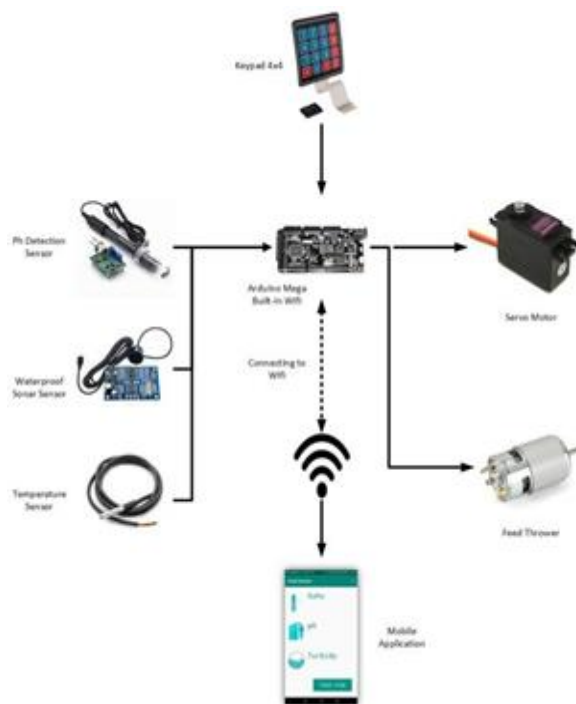 Keypad 4x4
Ph Detection
Sensor
Arduino Mega
Built-in Wifi
Servo Motor
Waterproof
Sonar Sensor
Connecting to
Wifi
Temperature
Sensor
Feed Thrower
pH
Turbidity
Mobile
Application